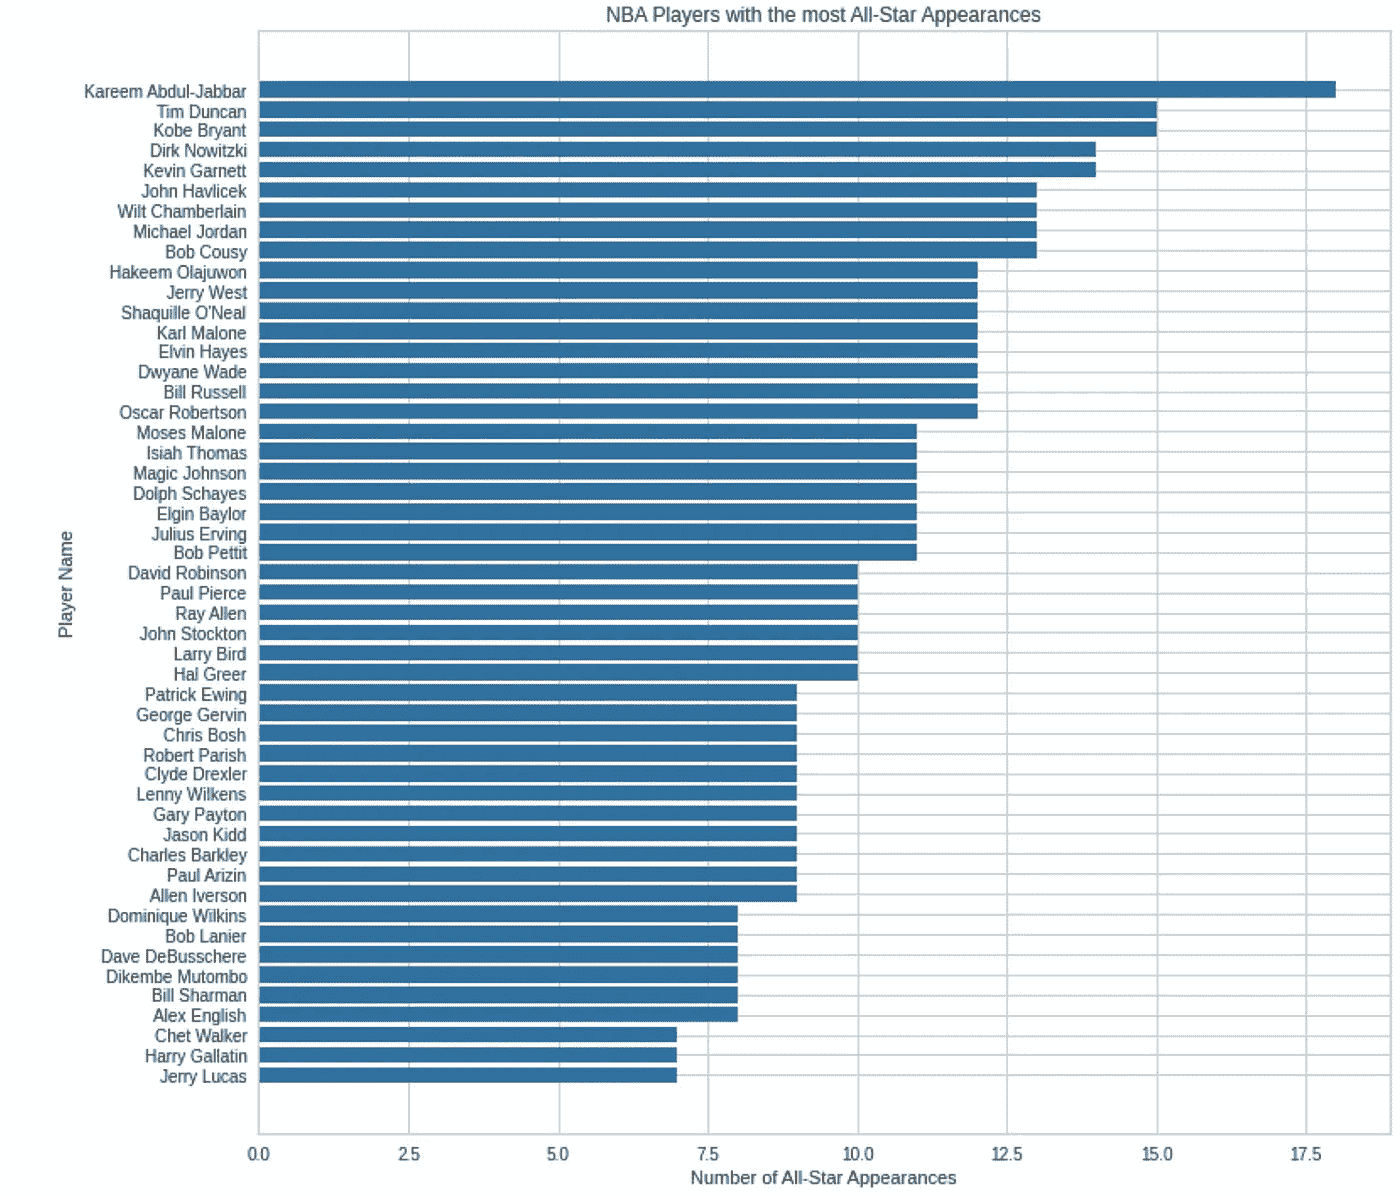 NBA Players with the most All-Star Appearances
Kareem Abdul-Jabbar
Tim Duncan
Kobe Bryant
Dirk Nowitzki
Kevin Garnett
John Havlicek
Wilt Chamberlain
Michael Jordan
Bob Cousy
Hakeem Olajuwon
Jerry West
Shaquille O'Neal
Karl Malone
Elvin Hayes
Dwyane Wade
Bill Russell
Oscar Robertson
Moses Malone
Isiah Thomas
Magic Johnson
Dolph Schayes
Elgin Baylor
Julius Erving
Bob Pettit
David Robinson
Paul Pierce
Ray Allen
John Stockton
Larry Bird
Hal Greer
Patrick Ewing
George Gervin
Chris Bosh
Robert Parish
Clyde Drexler
Lenny Wilkens
Gary Payton
Jason Kidd
Charles Barkley
Paul Arizin
Allen Iverson
Dominique Wilkins
Bob Lanier
Dave DeBusschere
Dikembe Mutombo
Bill Sharman
Alex English
Chet Walker
Harry Gallatin
Jerry Lucas
Player Name
0.0 2.5 5.0 7.5 10.0 12.5 15.0 17.5
Number of All-Star Appearances